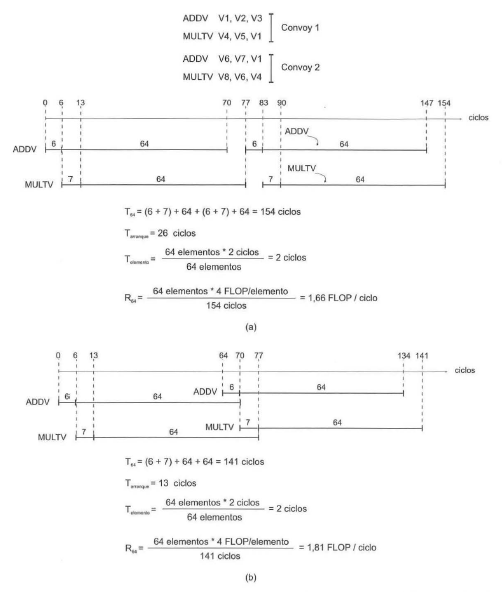 ADDV V1, V2, V3
MULTV V4, V5, V1
Convoy 1
ADDV V6, V7, V1
MULTV V8, V6, V4
Convoy 2
0 6 13 70 77 83 90 147 154
ciclos
ADDV
ADDV 6 64 6 64
MULTV
MULTV 7 64 7 64
T64 = (6 + 7) + 64 + (6 + 7) + 64 = 154 ciclos
Tarranque = 26 ciclos
Telemento = 64 elementos * 2 ciclos / 64 elementos = 2 ciclos
R64 = 64 elementos * 4 FLOP/elemento / 154 ciclos = 1,66 FLOP / ciclo
(a)
0 6 13 64 70 77 134 141
ciclos
ADDV 6 64
ADDV 6 64
MULTV 7 64
MULTV 7 64
T64 = (6 + 7) + 64 + 64 = 141 ciclos
Tarranque = 13 ciclos
Telemento = 64 elementos * 2 ciclos / 64 elementos = 2 ciclos
R64 = 64 elementos * 4 FLOP/elemento / 141 ciclos = 1,81 FLOP / ciclo
(b)